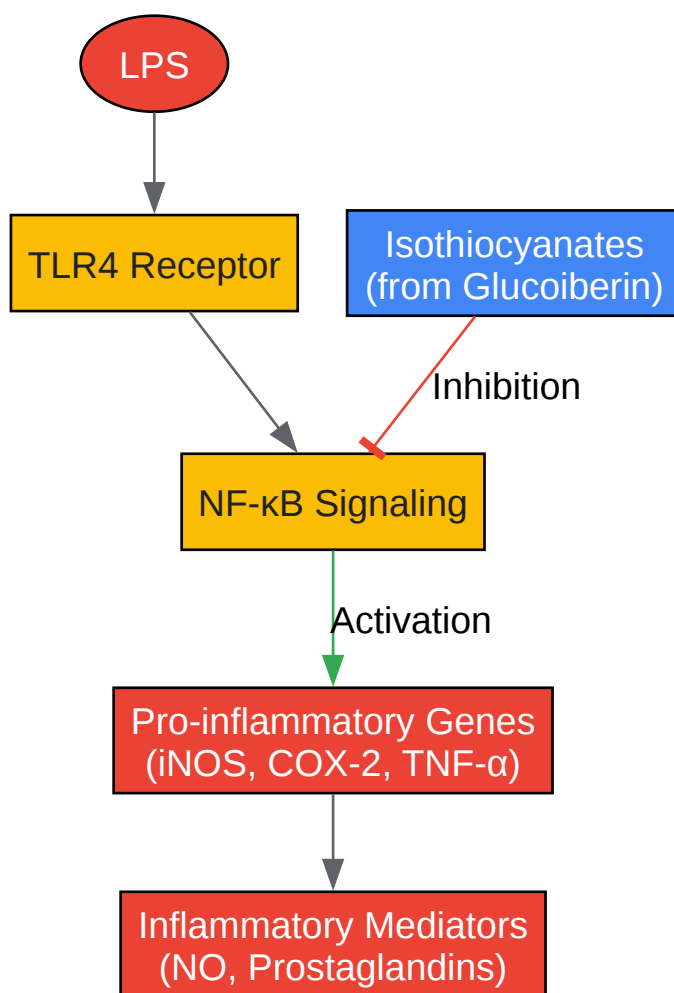 LPS
TLR4 Receptor
Isothiocyanates
(from Glucoiberin)
Inhibition
NF-κB Signaling
Activation
Pro-inflammatory Genes
(iNOS, COX-2, TNF-α)
Inflammatory Mediators
(NO, Prostaglandins)